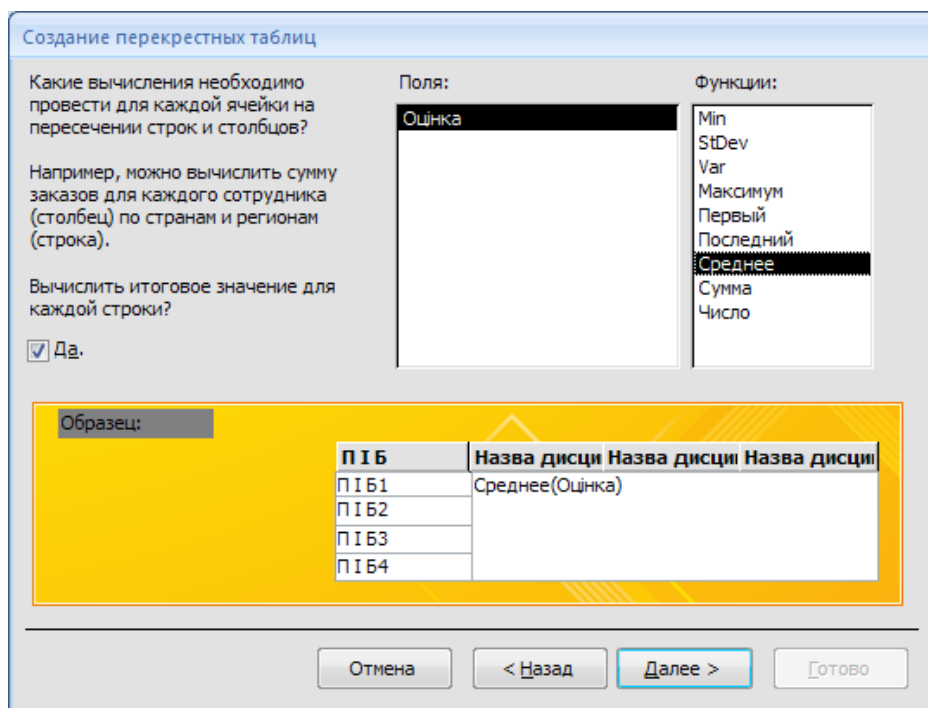 Создание перекрестных таблиц
Какие вычисления необходимо
провести для каждой ячейки на
пересечении строк и столбцов?
Например, можно вычислить сумму
заказов для каждого сотрудника
(столбец) по странам и регионам
(строка).
Вычислить итоговое значение для
каждой строки?
Да.
Поля:
Оцінка
Функции:
Min
StDev
Var
Максимум
Первый
Последний
Среднее
Сумма
Число
Образец:
П І Б Назва дисци Назва дисци Назва дисци
П І Б1 Среднее(Оцінка)
П І Б2
П І Б3
П І Б4
Отмена < Назад Далее > Готово